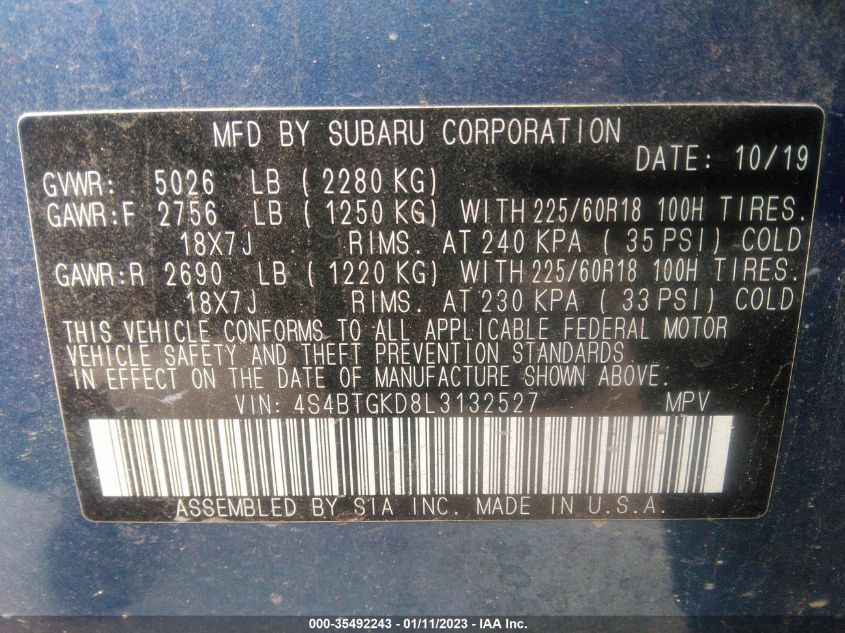 MFD BY SUBARU CORPORATION
DATE: 10/19
GVWR: 5026 LB ( 2280 KG)
GAWR:F 2756 LB ( 1250 KG) WITH 225/60R18 100H TIRES.
18X7J RIMS. AT 240 KPA ( 35 PSI) COLD
GAWR:R 2690 LB ( 1220 KG) WITH 225/60R18 100H TIRES.
18X7J RIMS. AT 230 KPA ( 33 PSI) COLD
THIS VEHICLE CONFORMS TO ALL APPLICABLE FEDERAL MOTOR
VEHICLE SAFETY AND THEFT PREVENTION STANDARDS
IN EFFECT ON THE DATE OF MANUFACTURE SHOWN ABOVE.
VIN: 4S4BTGKD8L3132527 MPV
ASSEMBLED BY SIA INC. MADE IN U.S.A.
000-35492243 - 01/11/2023 - IAA Inc.